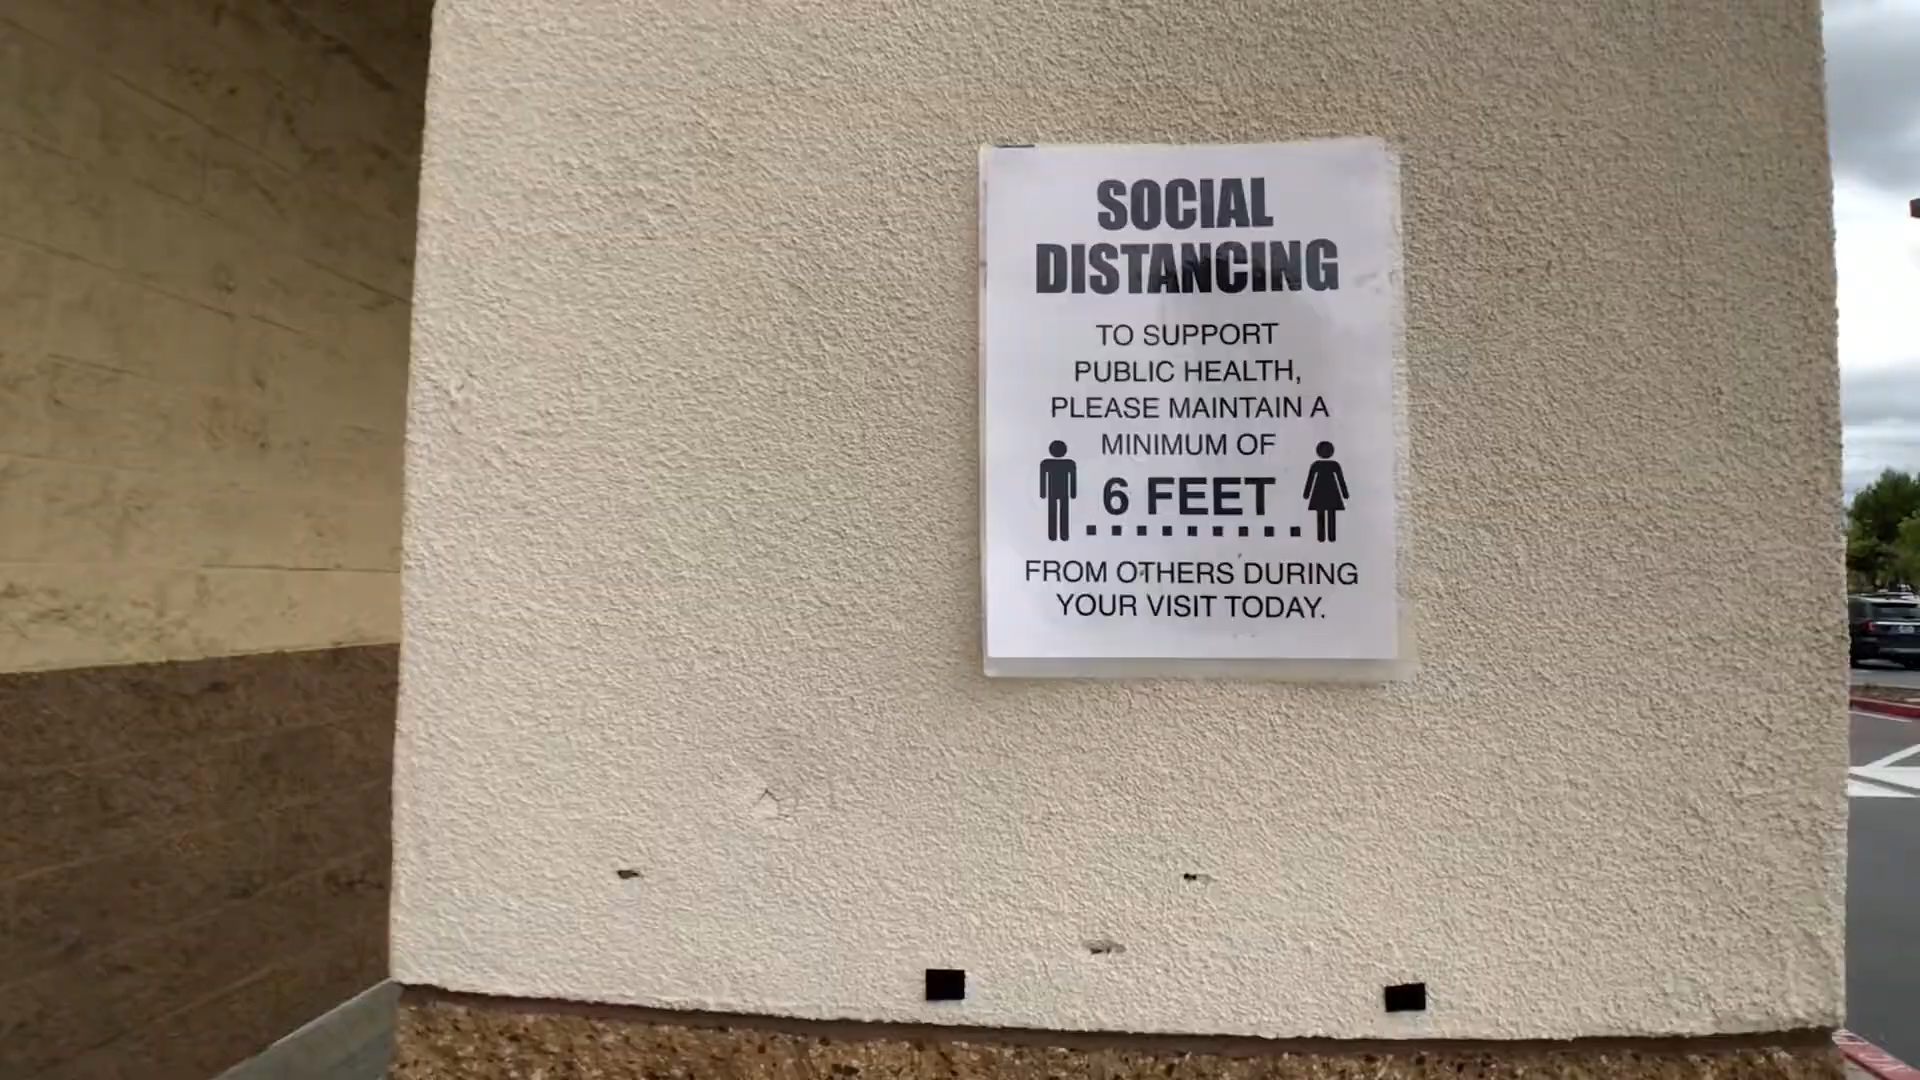 SOCIAL
DISTANCING
TO SUPPORT
PUBLIC HEALTH,
PLEASE MAINTAIN A
MINIMUM OF
6 FEET
FROM OTHERS DURING
YOUR VISIT TODAY.